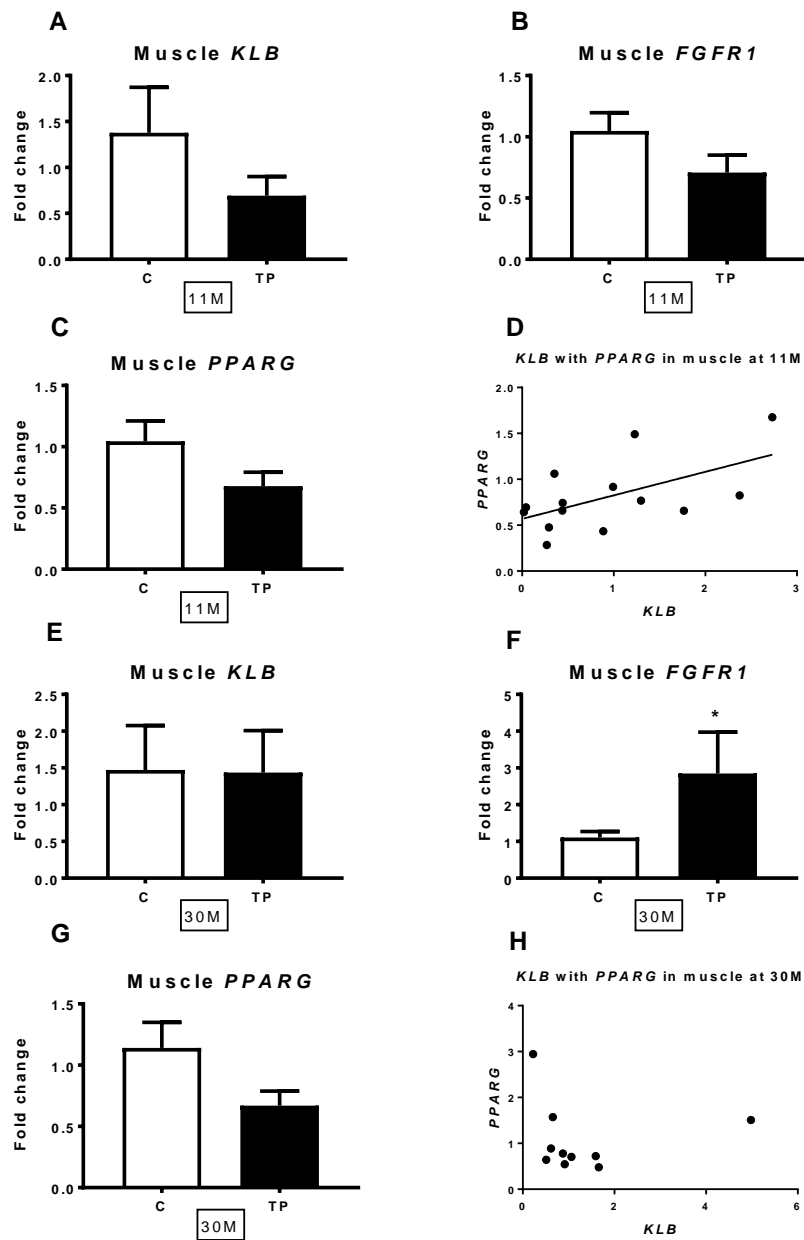 A
Muscle KLB
Fold change
2.0
1.5
1.0
0.5
0.0
C
TP
11M
B
Muscle FGFR1
Fold change
1.5
1.0
0.5
0.0
C
TP
11M
C
Muscle PPARG
Fold change
1.5
1.0
0.5
0.0
C
TP
11M
D
KLB with PPARG in muscle at 11M
PPARG
2.0
1.5
1.0
0.5
0.0
0
1
2
3
KLB
E
Muscle KLB
Fold change
2.5
2.0
1.5
1.0
0.5
0.0
C
TP
30M
F
Muscle FGFR1
Fold change
5
4
3
2
1
0
*
C
TP
30M
G
Muscle PPARG
Fold change
1.5
1.0
0.5
0.0
C
TP
30M
H
KLB with PPARG in muscle at 30M
PPARG
4
3
2
1
0
0
2
4
6
KLB